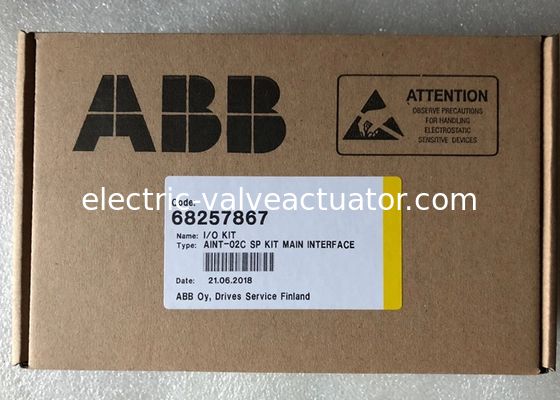 ABB
ATTENTION
OBSERVE PRECAUTIONS
FOR HANDLING
ELECTROSTATIC
SENSITIVE DEVICES
electric-valveactuator.com
Code.
68257867
Name: I/O KIT
Type: AINT-02C SP KIT MAIN INTERFACE
Date: 21.06.2018
ABB Oy, Drives Service Finland